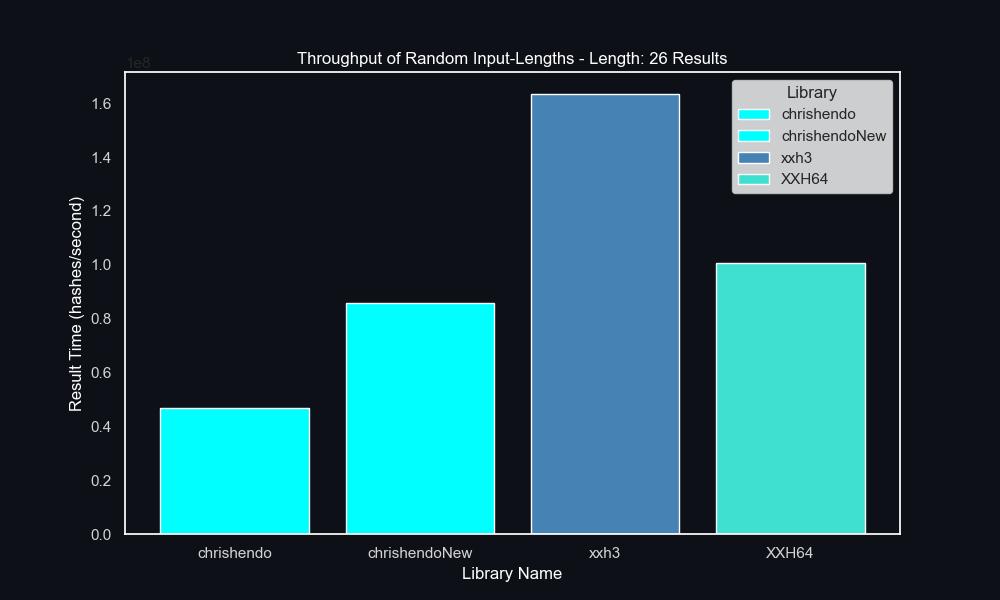 Throughput of Random Input-Lengths - Length: 26 Results
1e8
1.6
1.4
1.2
1.0
0.8
0.6
0.4
0.2
0.0
Result Time (hashes/second)
Library
chrishendo
chrishendoNew
xxh3
XXH64
chrishendo
chrishendoNew
xxh3
XXH64
Library Name